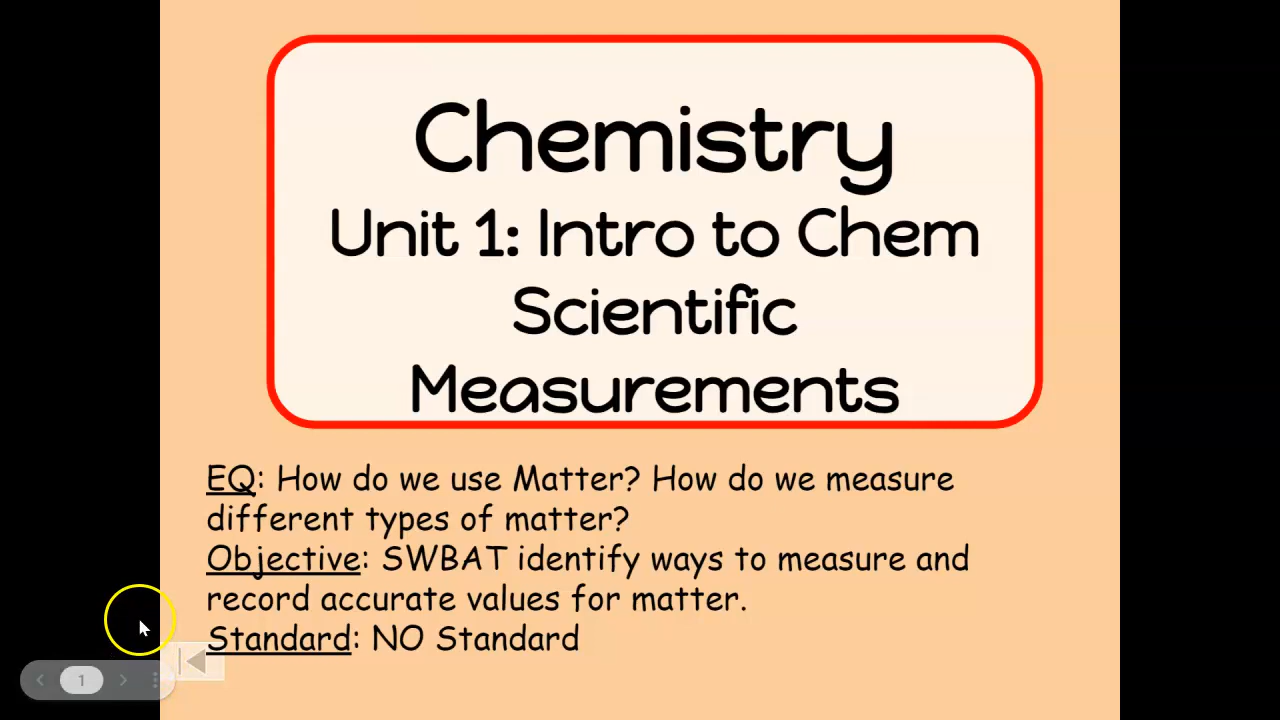 Chemistry
Unit 1: Intro to Chem
Scientific
Measurements
EQ: How do we use Matter? How do we measure
different types of matter?
Objective: SWBAT identify ways to measure and
record accurate values for matter.
Standard: NO Standard
1